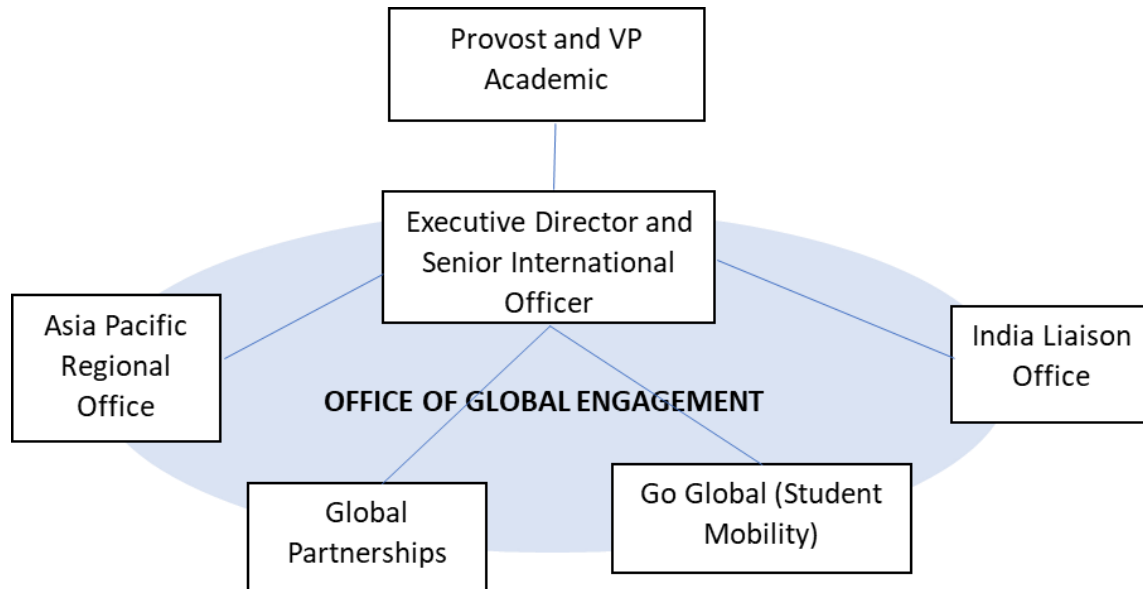 Provost and VP
Academic
Executive Director and
Senior International
Officer
Asia Pacific
Regional
Office
India Liaison
Office
OFFICE OF GLOBAL ENGAGEMENT
Global
Partnerships
Go Global (Student
Mobility)